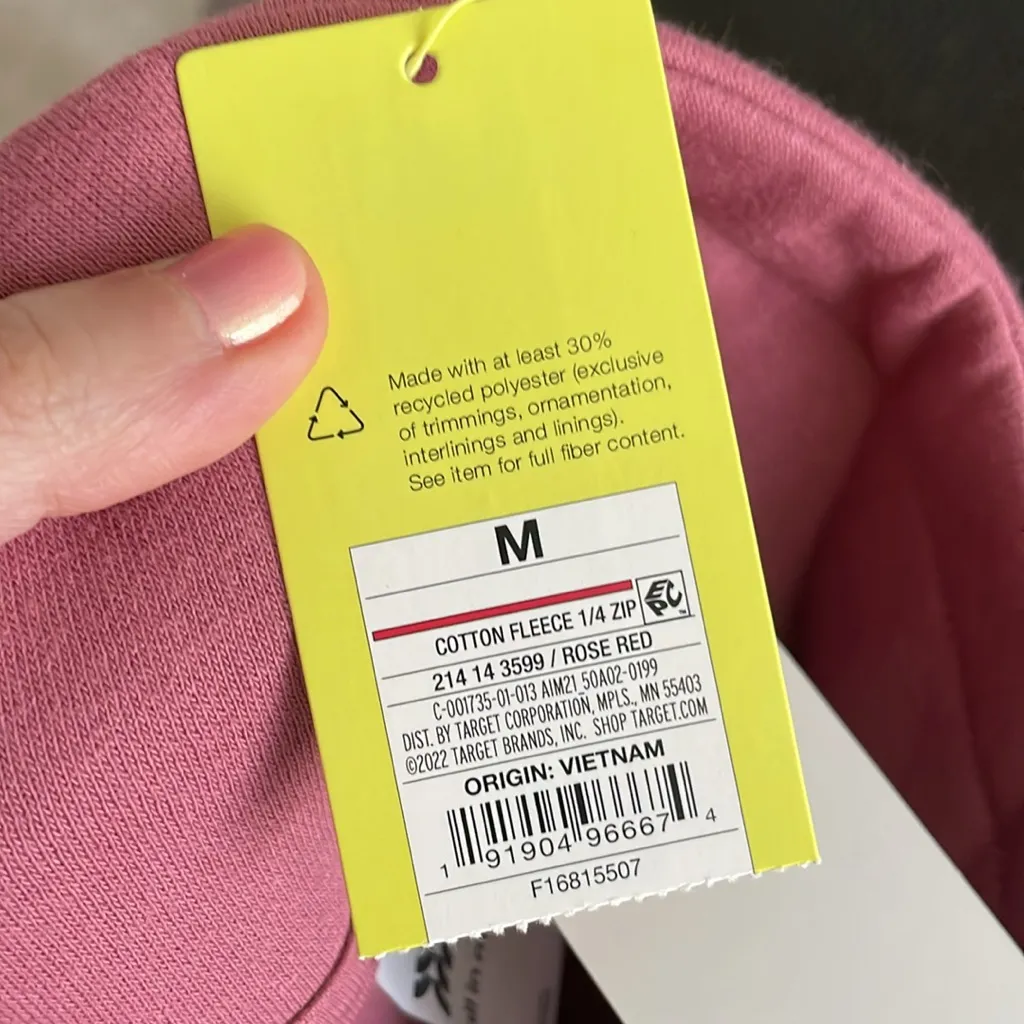 Made with at least 30%
recycled polyester (exclusive
of trimmings, ornamentation,
interlinings and linings).
See item for full fiber content.
M
EPC
COTTON FLEECE 1/4 ZIP
214 14 3599 / ROSE RED
C-001735-01-013 AIM21_50A02-0199
DIST. BY TARGET CORPORATION, MPLS., MN 55403
©2022 TARGET BRANDS, INC. SHOP TARGET.COM
ORIGIN: VIETNAM
1 91904 96667 4
F16815507